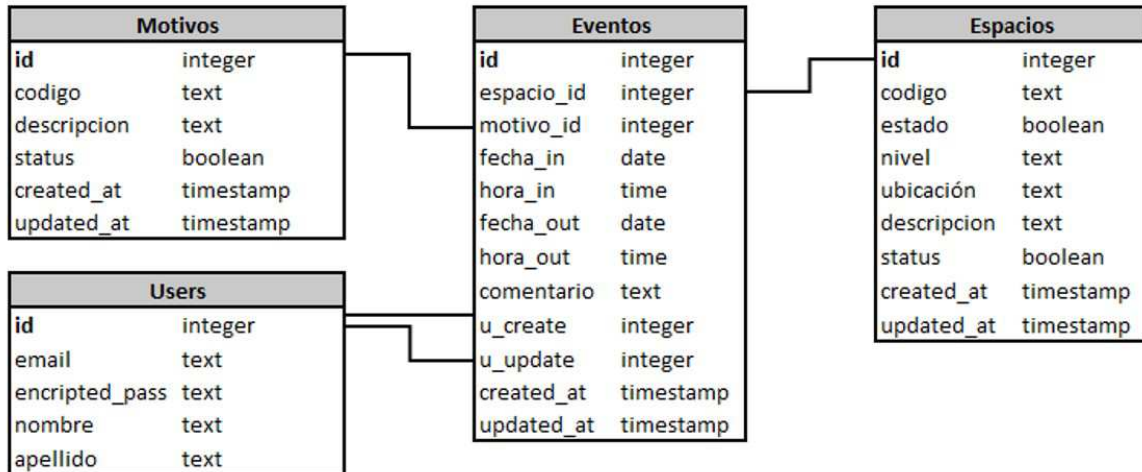 Motivos
id integer
codigo text
descripcion text
status boolean
created_at timestamp
updated_at timestamp
Users
id integer
email text
encripted_pass text
nombre text
apellido text
Eventos
id integer
espacio_id integer
motivo_id integer
fecha_in date
hora_in time
fecha_out date
hora_out time
comentario text
u_create integer
u_update integer
created_at timestamp
updated_at timestamp
Espacios
id integer
codigo text
estado boolean
nivel text
ubicación text
descripcion text
status boolean
created_at timestamp
updated_at timestamp